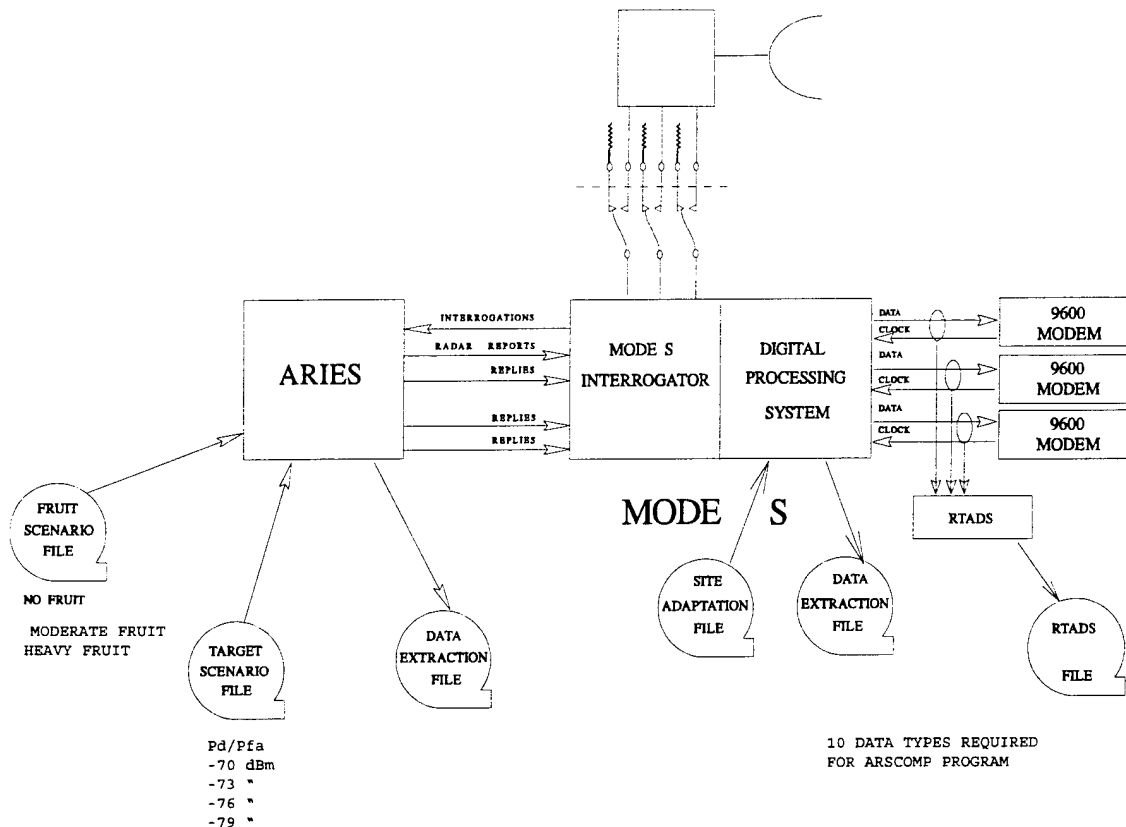 INTERROGATIONS
RADAR REPORTS
REPLIES
REPLIES
REPLIES
ARIES
MODE S
INTERROGATOR
DIGITAL
PROCESSING
SYSTEM
DATA
CLOCK
DATA
CLOCK
DATA
CLOCK
9600
MODEM
9600
MODEM
9600
MODEM
MODE S
RTADS
FRUIT
SCENARIO
FILE
NO FRUIT
MODERATE FRUIT
HEAVY FRUIT
TARGET
SCENARIO
FILE
Pd/Pfa
-70 dBm
-73 "
-76 "
-79 "
DATA
EXTRACTION
FILE
SITE
ADAPTATION
FILE
DATA
EXTRACTION
FILE
RTADS
FILE
10 DATA TYPES REQUIRED
FOR ARSCOMP PROGRAM